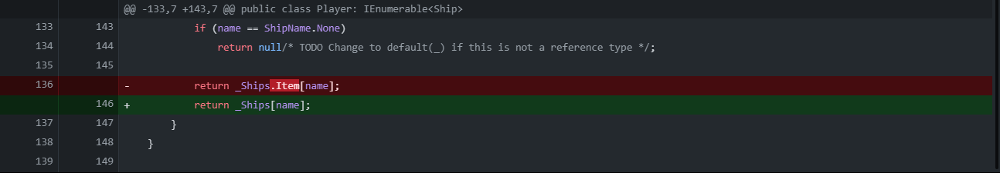 @@ -133,7 +143,7 @@ public class Player: IEnumerable<Ship>
133 143 if (name == ShipName.None)
134 144 return null/* TODO Change to default(_) if this is not a reference type */;
135 145
136 - return _Ships.Item[name];
146 + return _Ships[name];
137 147 }
138 148 }
139 149